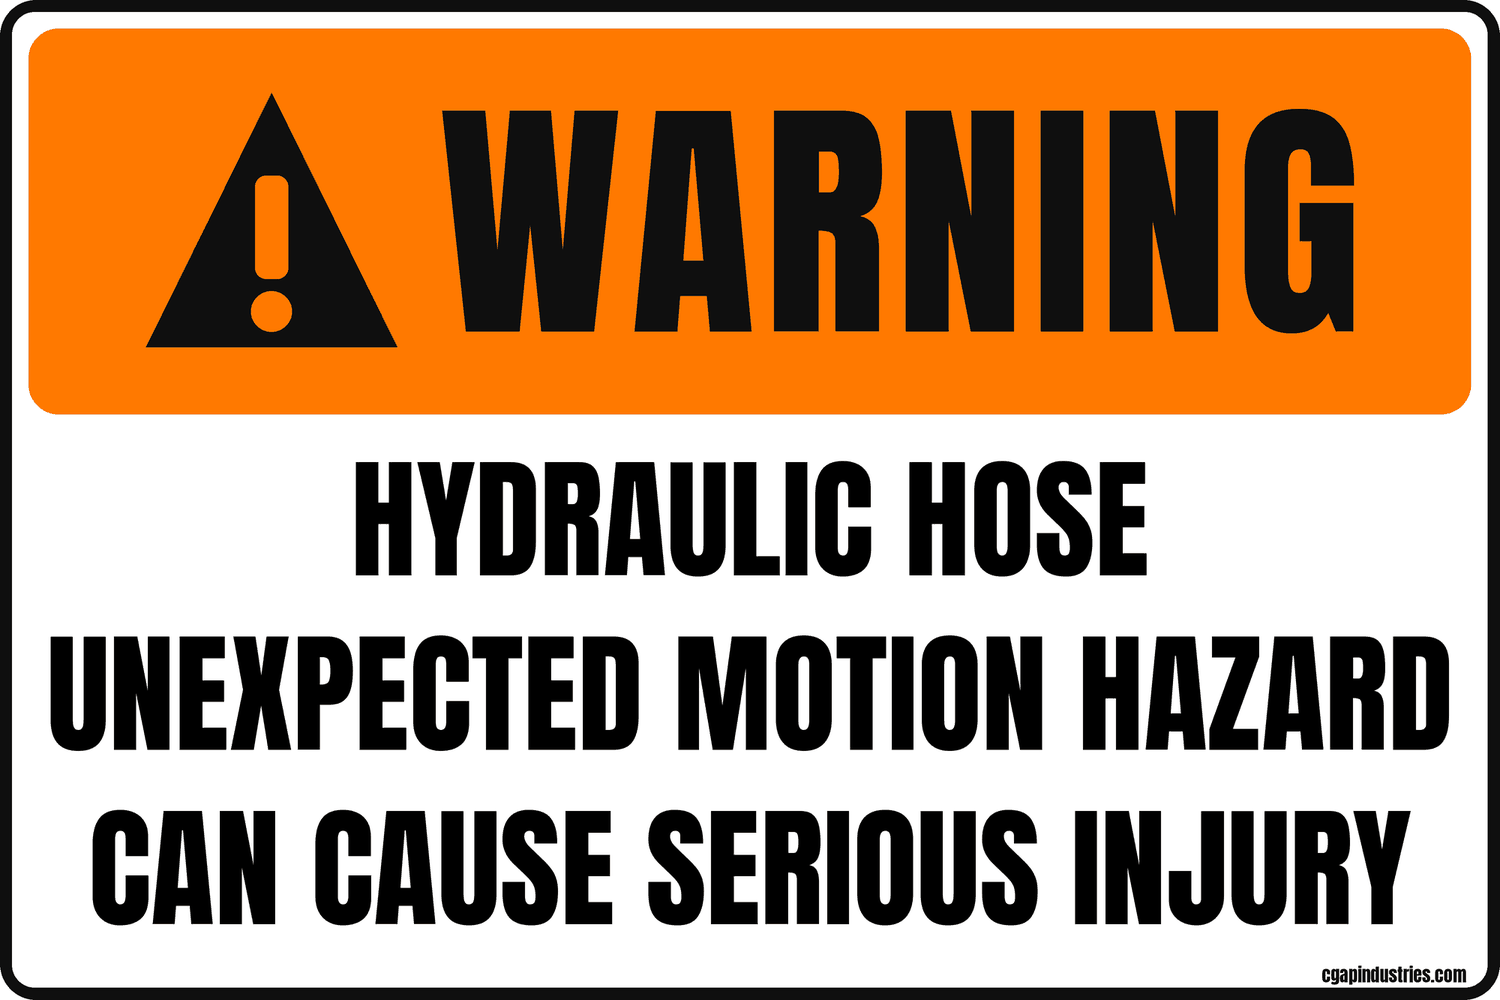 WARNING
HYDRAULIC HOSE
UNEXPECTED MOTION HAZARD
CAN CAUSE SERIOUS INJURY
cgapindustries.com